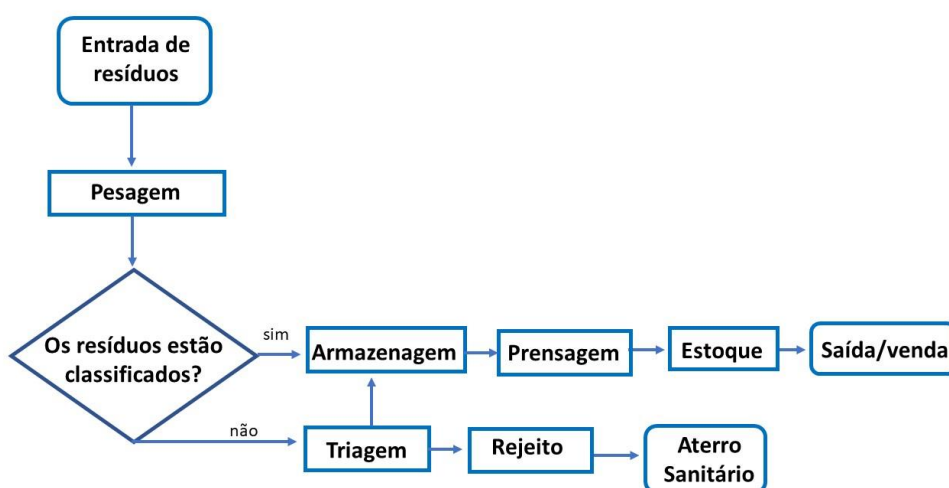 Entrada de
resíduos
Pesagem
Os resíduos estão
classificados?
sim
Armazenagem
Prensagem
Estoque
Saída/venda
não
Triagem
Rejeito
Aterro
Sanitário